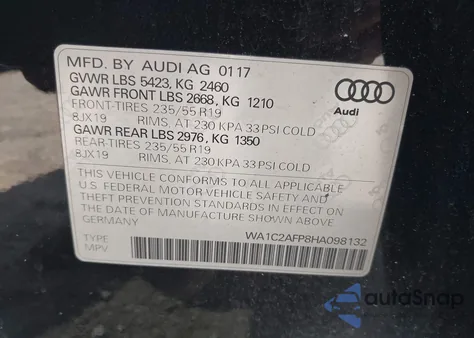 MFD. BY AUDI AG 01 17
GVWR LBS 5423, KG 2460
GAWR FRONT LBS 2668, KG 1210
FRONT-TIRES 235/55 R19
8JX19 RIMS, AT 230 KPA 33 PSI COLD
GAWR REAR LBS 2976, KG 1350
REAR-TIRES 235/55 R19
8JX19 RIMS, AT 230 KPA 33 PSI COLD
THIS VEHICLE CONFORMS TO ALL APPLICABLE
U.S. FEDERAL MOTOR-VEHICLE SAFETY-AND
THEFT PREVENTION STANDARDS IN EFFECT ON
THE DATE OF MANUFACTURE SHOWN ABOVE
GERMANY
Audi
WA1C2AFP8HA098132
TYPE
MPV
autoSnap